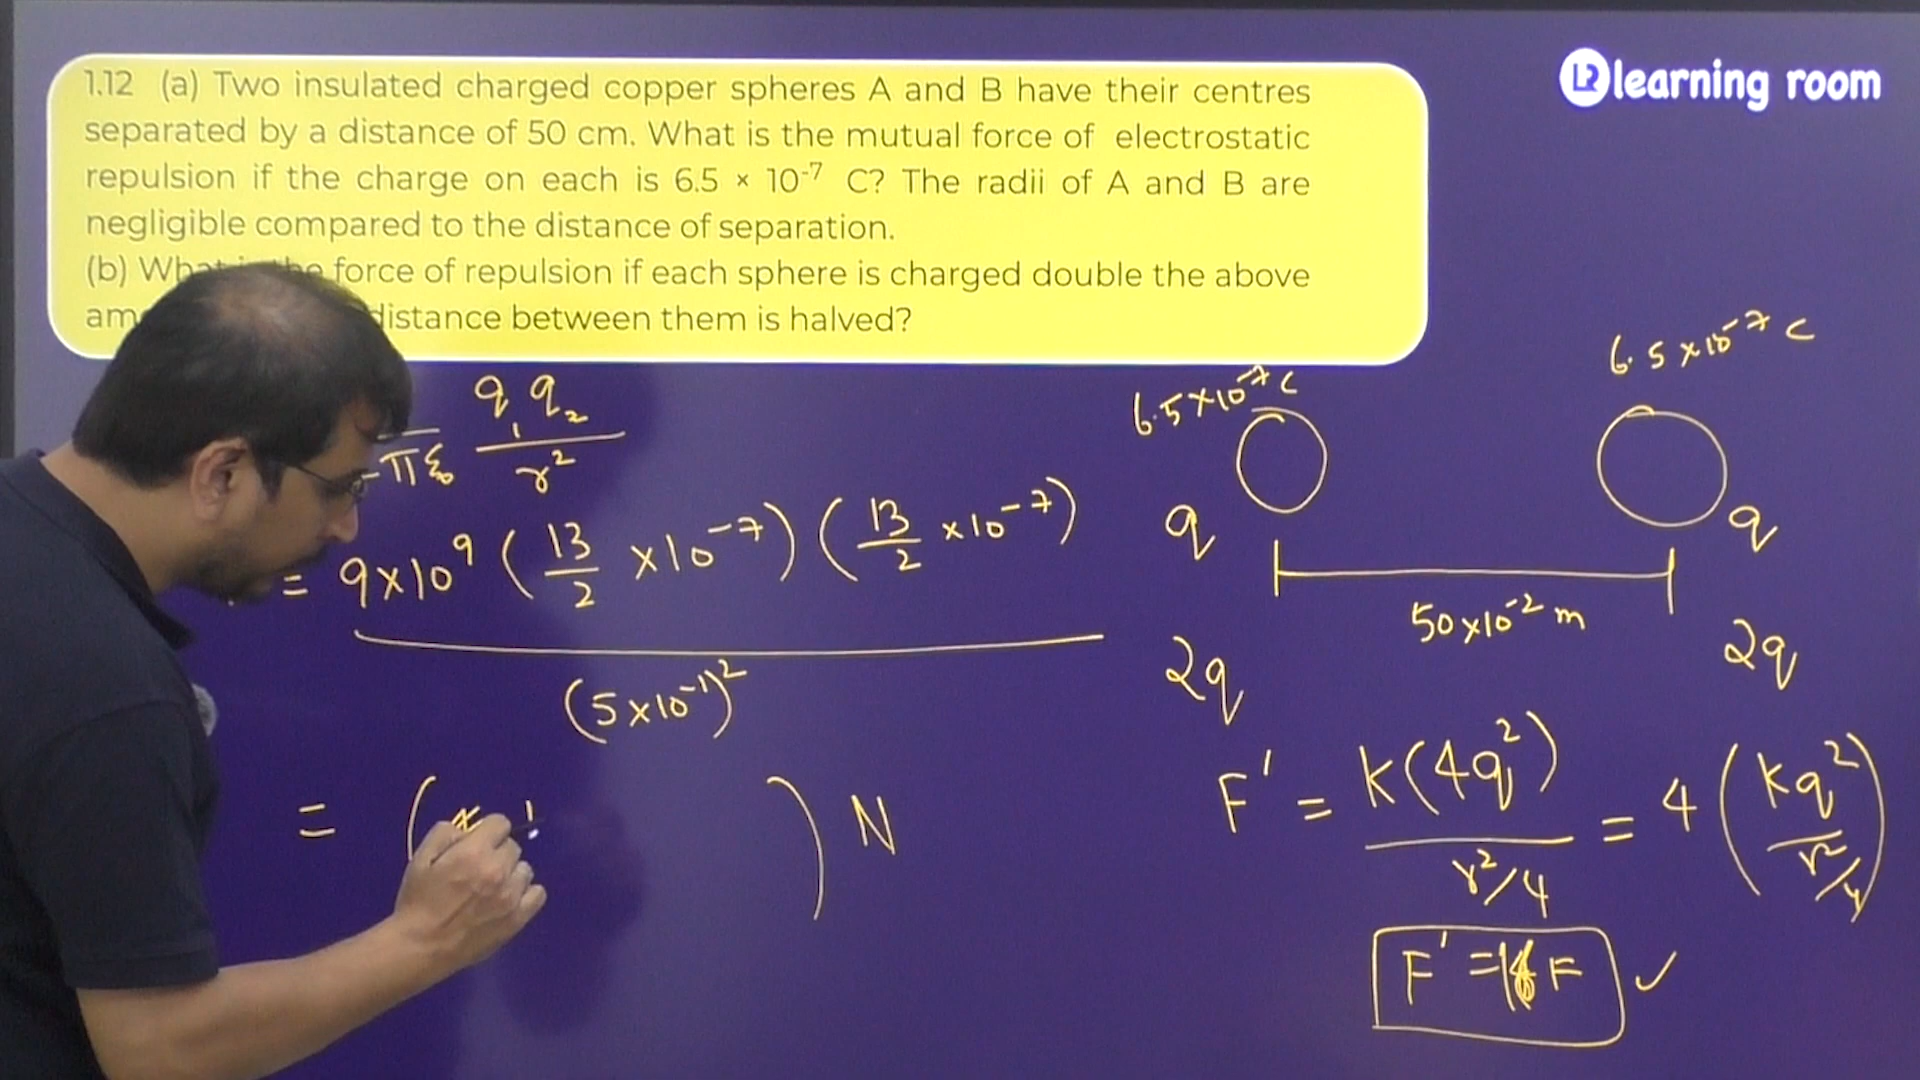 learning room
1.12 (a) Two insulated charged copper spheres A and B have their centres
separated by a distance of 50 cm. What is the mutual force of electrostatic
repulsion if the charge on each is 6.5 × 10⁻⁷ C? The radii of A and B are
negligible compared to the distance of separation.
(b) What is the force of repulsion if each sphere is charged double the above
distance between them is halved?
πε₀ q₁q₂/r²
= 9×10⁹ (13/2 ×10⁻⁷) (13/2 ×10⁻⁷)
(5×10⁻¹)²
= ( ) N
6.5×10⁻⁷ C
6.5×10⁻⁷ C
q
q
50×10⁻² m
2q
2q
F' = K(4q²) / r²/4 = 4 (Kq² / r²/4)
F' = 16F ✓